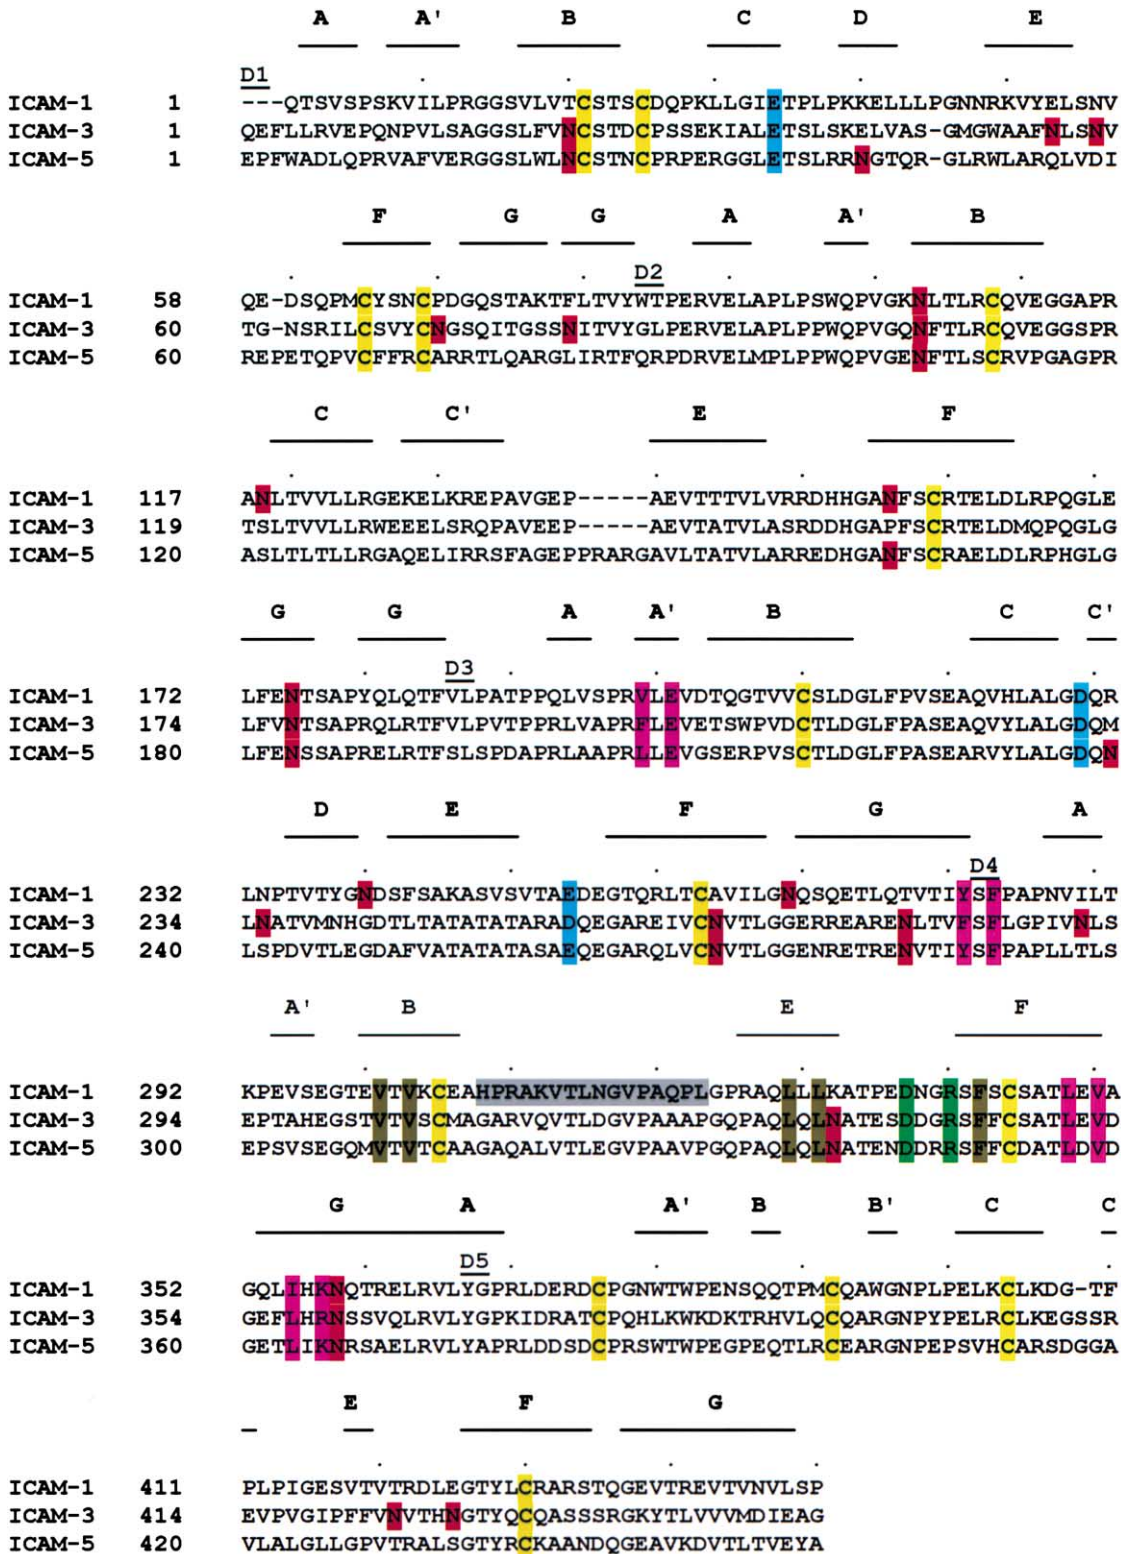 A A' B C D E
D1
ICAM-1 1 ---QTSVSPSKVILPRGGSVLVTCSTSCDQPKLLGIETPLPKKELLLPGNNRKVYELSNV
ICAM-3 1 QEFLLRVEPQNPVLSAGGSLFVNCSTDCPSSEKIALETSLSKELVAS-GMGWAAFNLSNV
ICAM-5 1 EPFWADLQPRVAFVERGGSLWLNCSTNCPRPERGGLETSLRRNGTQR-GLRWLARQLVDI
F G G A A' B
D2
ICAM-1 58 QE-DSQPMCYSNCPDGQSTAKTFLTVYWTPERVELAPLPSWQPVGKNLTLRCQVEGGAPR
ICAM-3 60 TG-NSRILCSVYCNGSQITGSSNITVYGLPERVELAPLPPWQPVGQNFTLRCQVEGGSPR
ICAM-5 60 REPETQPVCFFRCARRTLQARGLIRTFQRPDRVELMPLPPWQPVGENFTLSCRVPGAGPR
C C' E F
ICAM-1 117 ANLTVVLLRGEKELKREPAVGEP-----AEVTTTVLVRRDHHGANFSCRTELDLRPQGLE
ICAM-3 119 TSLTVVLLRWEEELSRQPAVEEP-----AEVTATVLASRDDHGAPFSCRTELDMQPQGLG
ICAM-5 120 ASLTLTLLRGAQELIRRSFAGEPPRARGAVLTATVLARREDHGANFSCRAELDLRPHGLG
G G A A' B C C'
D3
ICAM-1 172 LFENTSAPYQLQTFVLPATPPQLVSPRVLEVDTQGTVVCSLDGLFPVSEAQVHLALGDQR
ICAM-3 174 LFVNTSAPRQLRTFVLPVTPPRLVAPRFLEVETSWPVDCTLDGLFPASEAQVYLALGDQM
ICAM-5 180 LFENSSAPRELRTFSLSPDAPRLAAPRLLEVGSERPVSCTLDGLFPASEARVYLALGDQN
D E F G A
D4
ICAM-1 232 LNPTVTYGNDSFSAKASVSVTAEDEGTQRLTCAVILGNQSQETLQTVTIYSFPAPNVILT
ICAM-3 234 LNATVMNHGDTLTATATATARADQEGAREIVCNVTLGGERREARENLTVFSFLGPIVNLS
ICAM-5 240 LSPDVTLEGDAFVATATATASAEQEGARQLVCNVTLGGENRETRENVTIYSFPAPLLTLS
A' B E F
ICAM-1 292 KPEVSEGTEVTVKCEAHPRAKVTLNGVPAQPLGPRAQLLLKATPEDNGRSFSCSATLEVA
ICAM-3 294 EPTAHEGSTVTVSCMAGARVQVTLDGVPAAAPGQPAQLQLNATESDDGRSFFCSATLEVD
ICAM-5 300 EPSVSEGQMVTVTCAAGAQALVTLEGVPAAVPGQPAQLQLNATENDDRRSFFCDATLDVD
G A A' B B' C C
D5
ICAM-1 352 GQLIHKNQTRELRVLYGPRLDERDCPGNWTWPENSQQTPMCQAWGNPLPELKCLKDG-TF
ICAM-3 354 GEFLHRNSSVQLRVLYGPKIDRATCPQHLKWKDKTRHVLQCQARGNPYPELRCLKEGSSR
ICAM-5 360 GETLIKNRSAELRVLYAPRLDDSDCPRSWTWPEGPEQTLRCEARGNPEPSVHCARSDGGA
E F G
ICAM-1 411 PLPIGESVTVTRDLEGTYLCRARSTQGEVTREVTVNVLSP
ICAM-3 414 EVPVGIPFFVNVTHNGTYQCQASSSRGKYTLVVVMDIEAG
ICAM-5 420 VLALGLLGPVTRALSGTYRCKAANDQGEAVKDVTLTVEYA